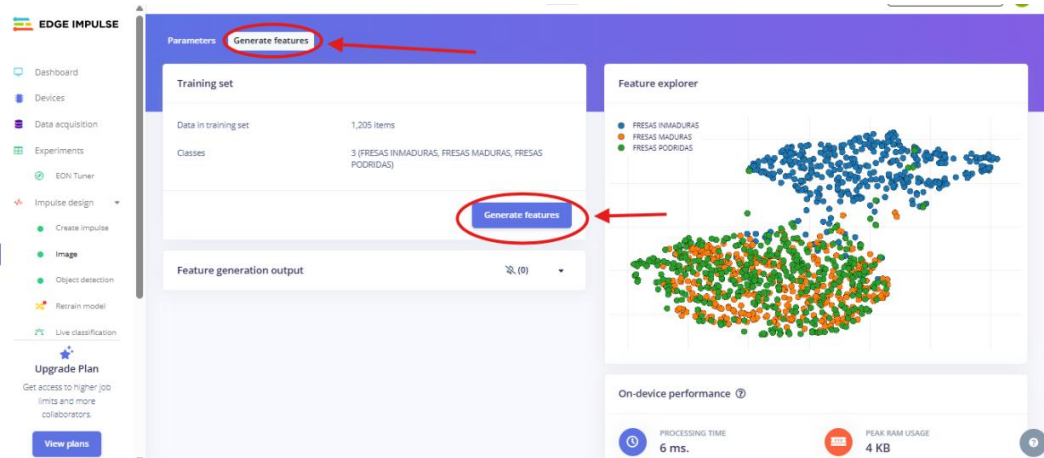 EDGE IMPULSE
Dashboard
Devices
Data acquisition
Experiments
EON Tuner
Impulse design
Create impulse
Image
Object detection
Retrain model
Live classification
Upgrade Plan
Get access to higher job
limits and more
collaborators.
View plans
Parameters
Generate features
Training set
Data in training set
1,205 items
Classes
3 (FRESAS INMADURAS, FRESAS MADURAS, FRESAS
PODRIDAS)
Generate features
Feature generation output
(0)
Feature explorer
FRESAS INMADURAS
FRESAS MADURAS
FRESAS PODRIDAS
On-device performance
PROCESSING TIME
6 ms.
PEAK RAM USAGE
4 KB